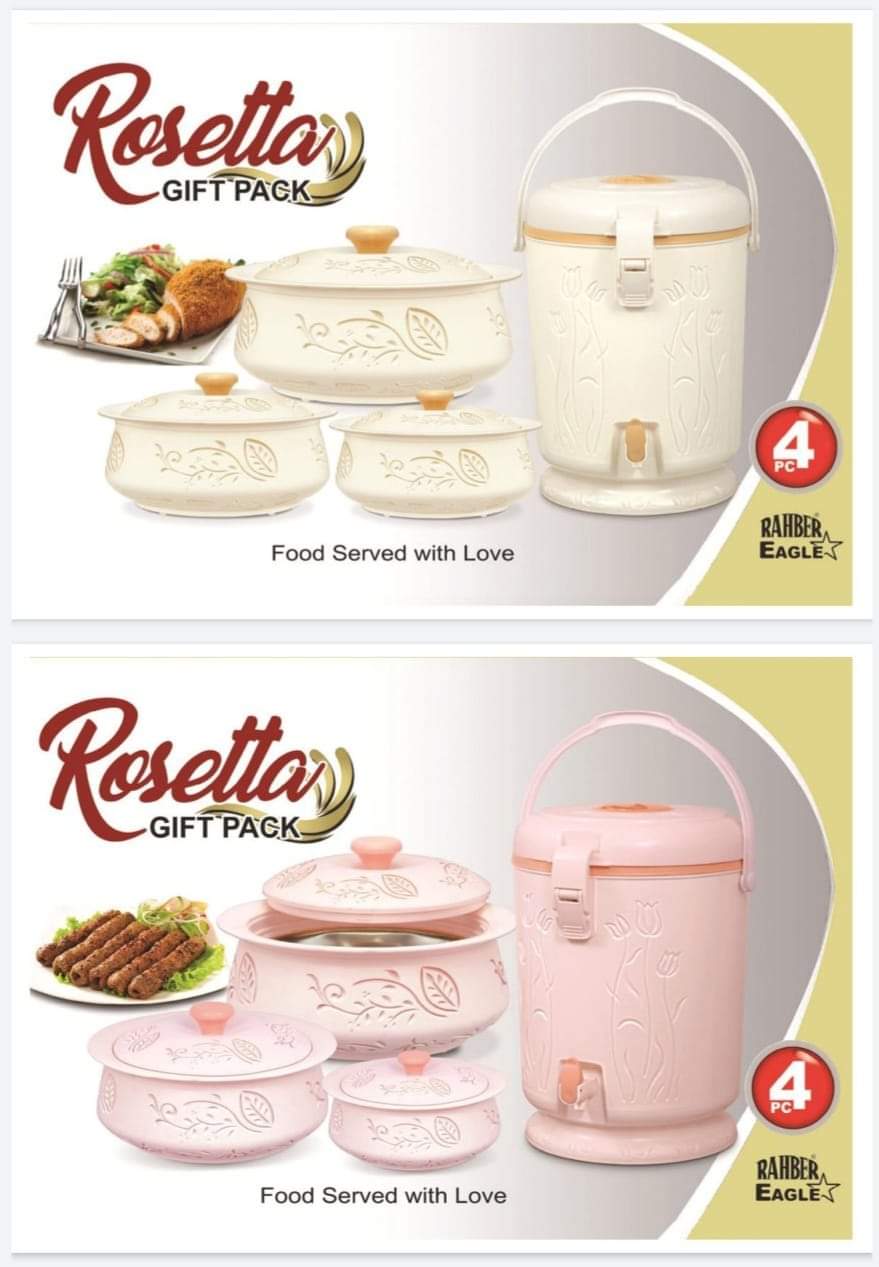 Rosetta
GIFT PACK
4
PC
RAHBER
EAGLE
Food Served with Love
Rosetta
GIFT PACK
4
PC
RAHBER
EAGLE
Food Served with Love